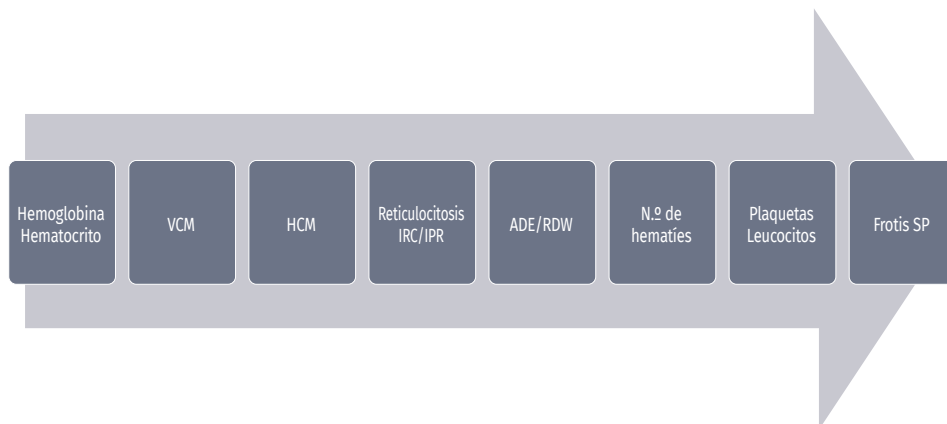 Hemoglobina
Hematocrito
VCM
HCM
Reticulocitosis
IRC/IPR
ADE/RDW
N.º de
hematíes
Plaquetas
Leucocitos
Frotis SP